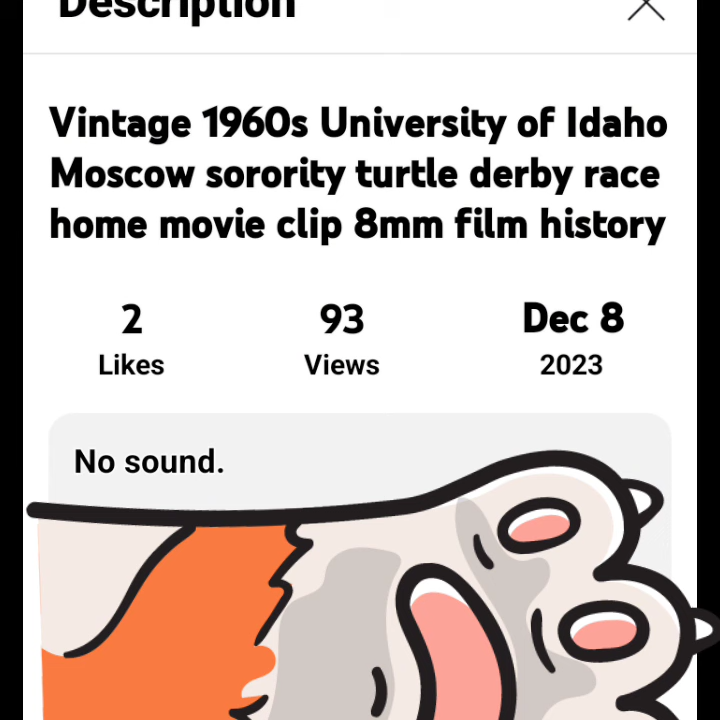 Description
Vintage 1960s University of Idaho
Moscow sorority turtle derby race
home movie clip 8mm film history
2 93 Dec 8
Likes Views 2023
No sound.